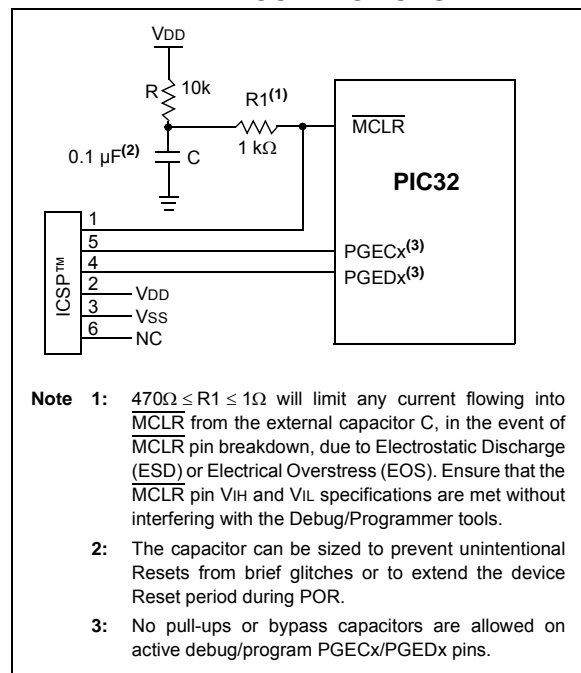 VDD
R 10k
R1(1)
0.1 µF(2)
C
1 kΩ
MCLR
PIC32
ICSP™
1
5
4
2
3
6
PGECx(3)
PGEDx(3)
VDD
VSS
NC
Note 1: 470Ω ≤ R1 ≤ 1Ω will limit any current flowing into
MCLR from the external capacitor C, in the event of
MCLR pin breakdown, due to Electrostatic Discharge
(ESD) or Electrical Overstress (EOS). Ensure that the
MCLR pin VIH and VIL specifications are met without
interfering with the Debug/Programmer tools.
2: The capacitor can be sized to prevent unintentional
Resets from brief glitches or to extend the device
Reset period during POR.
3: No pull-ups or bypass capacitors are allowed on
active debug/program PGECx/PGEDx pins.